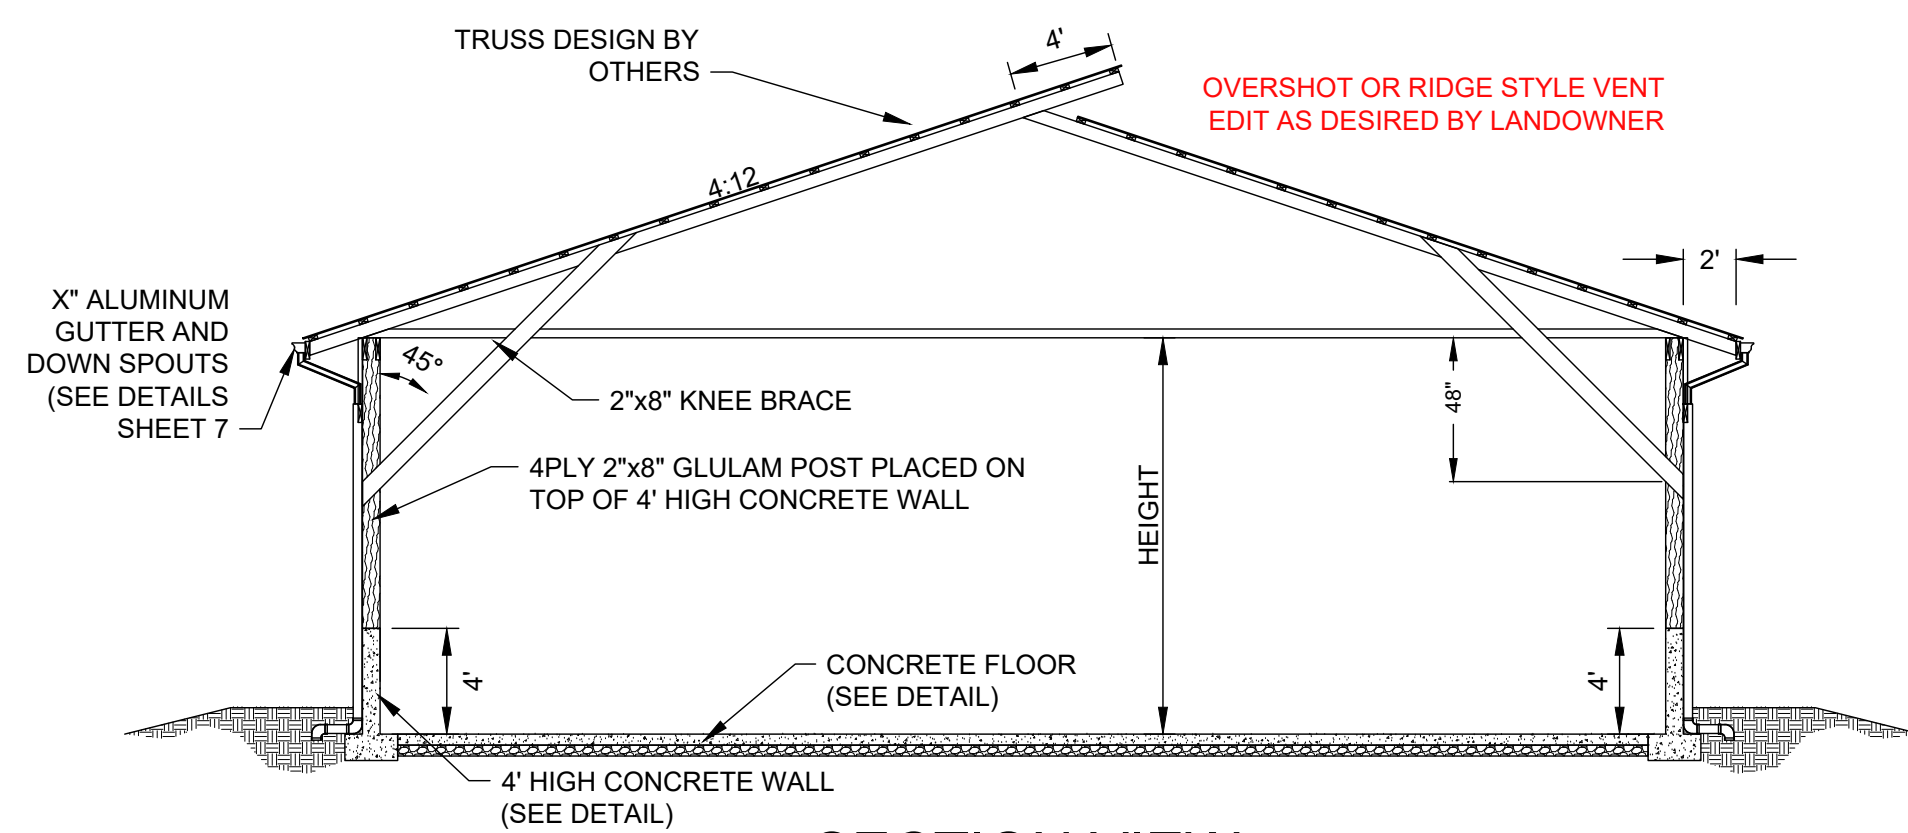 TRUSS DESIGN BY
OTHERS
4'
OVERSHOT OR RIDGE STYLE VENT
EDIT AS DESIRED BY LANDOWNER
4:12
2'
X" ALUMINUM
GUTTER AND
DOWN SPOUTS
(SEE DETAILS
SHEET 7
45°
2"x8" KNEE BRACE
48"
4PLY 2"x8" GLULAM POST PLACED ON
TOP OF 4' HIGH CONCRETE WALL
HEIGHT
4'
CONCRETE FLOOR
(SEE DETAIL)
4'
4' HIGH CONCRETE WALL
(SEE DETAIL)
SECTION VIEW